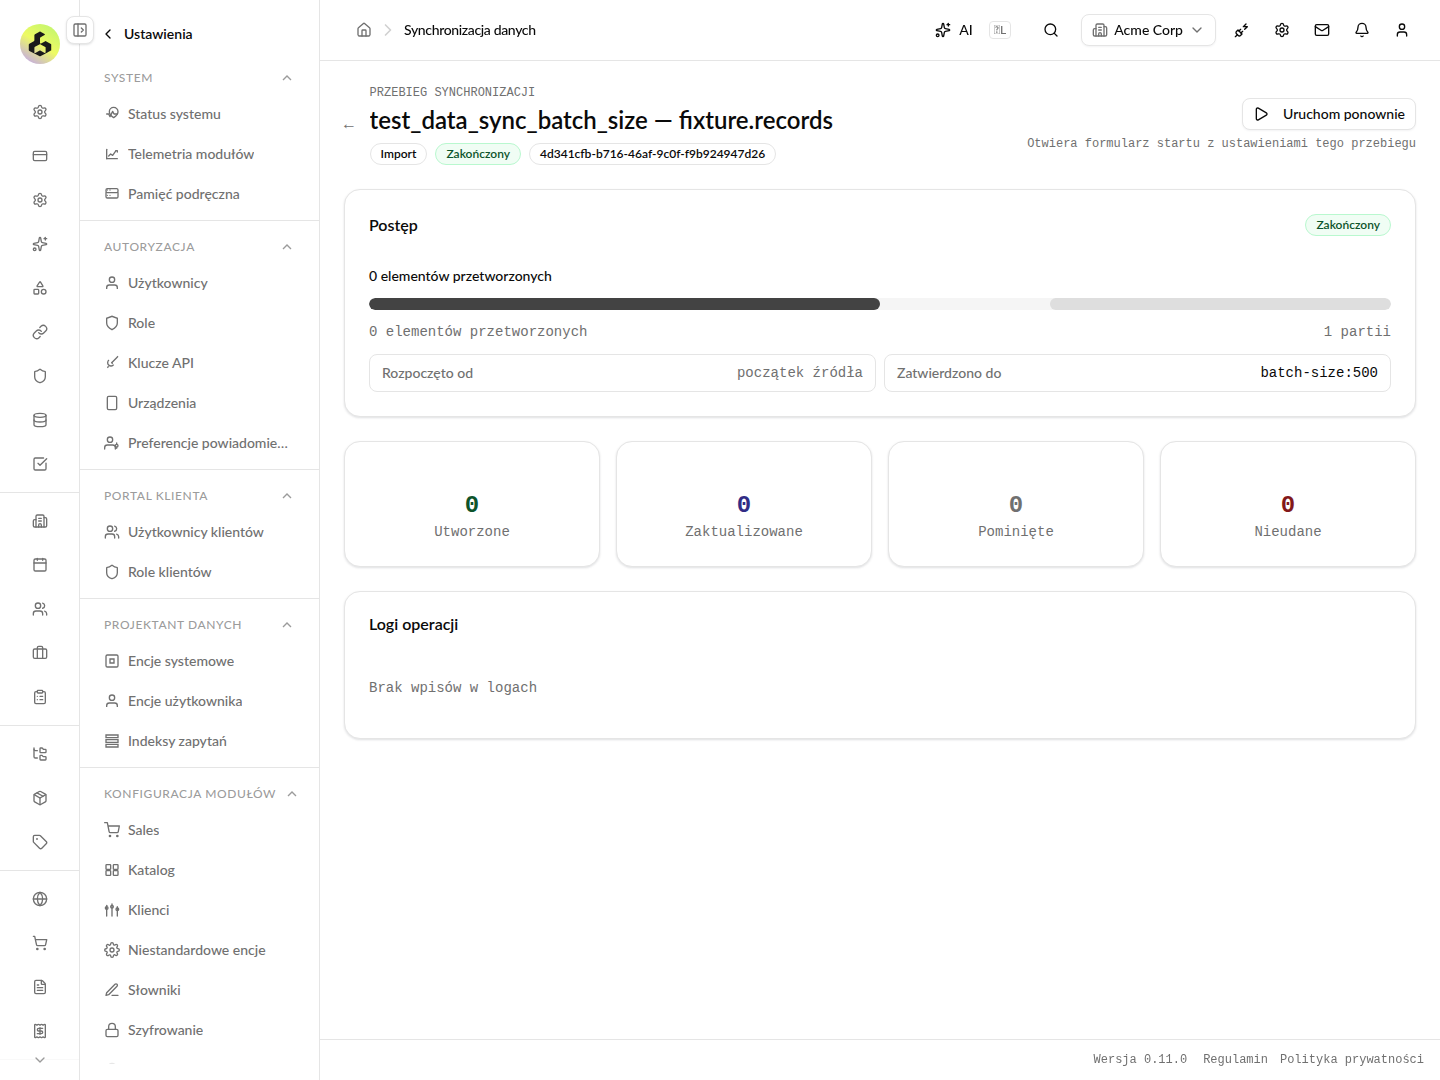 Ustawienia
SYSTEM
Status systemu
Telemetria modułów
Pamięć podręczna
AUTORYZACJA
Użytkownicy
Role
Klucze API
Urządzenia
Preferencje powiadomie...
PORTAL KLIENTA
Użytkownicy klientów
Role klientów
PROJEKTANT DANYCH
Encje systemowe
Encje użytkownika
Indeksy zapytań
KONFIGURACJA MODUŁÓW
Sales
Katalog
Klienci
Niestandardowe encje
Słowniki
Szyfrowanie
Synchronizacja danych
AI
L
Acme Corp
PRZEBIEG SYNCHRONIZACJI
← test_data_sync_batch_size — fixture.records
Import Zakończony 4d341cfb-b716-46af-9c0f-f9b924947d26
Uruchom ponownie
Otwiera formularz startu z ustawieniami tego przebiegu
Postęp Zakończony
0 elementów przetworzonych
0 elementów przetworzonych 1 partii
Rozpoczęto od początek źródła Zatwierdzono do batch-size:500
0 0 0 0
Utworzone Zaktualizowane Pominięte Nieudane
Logi operacji
Brak wpisów w logach
Wersja 0.11.0 Regulamin Polityka prywatności